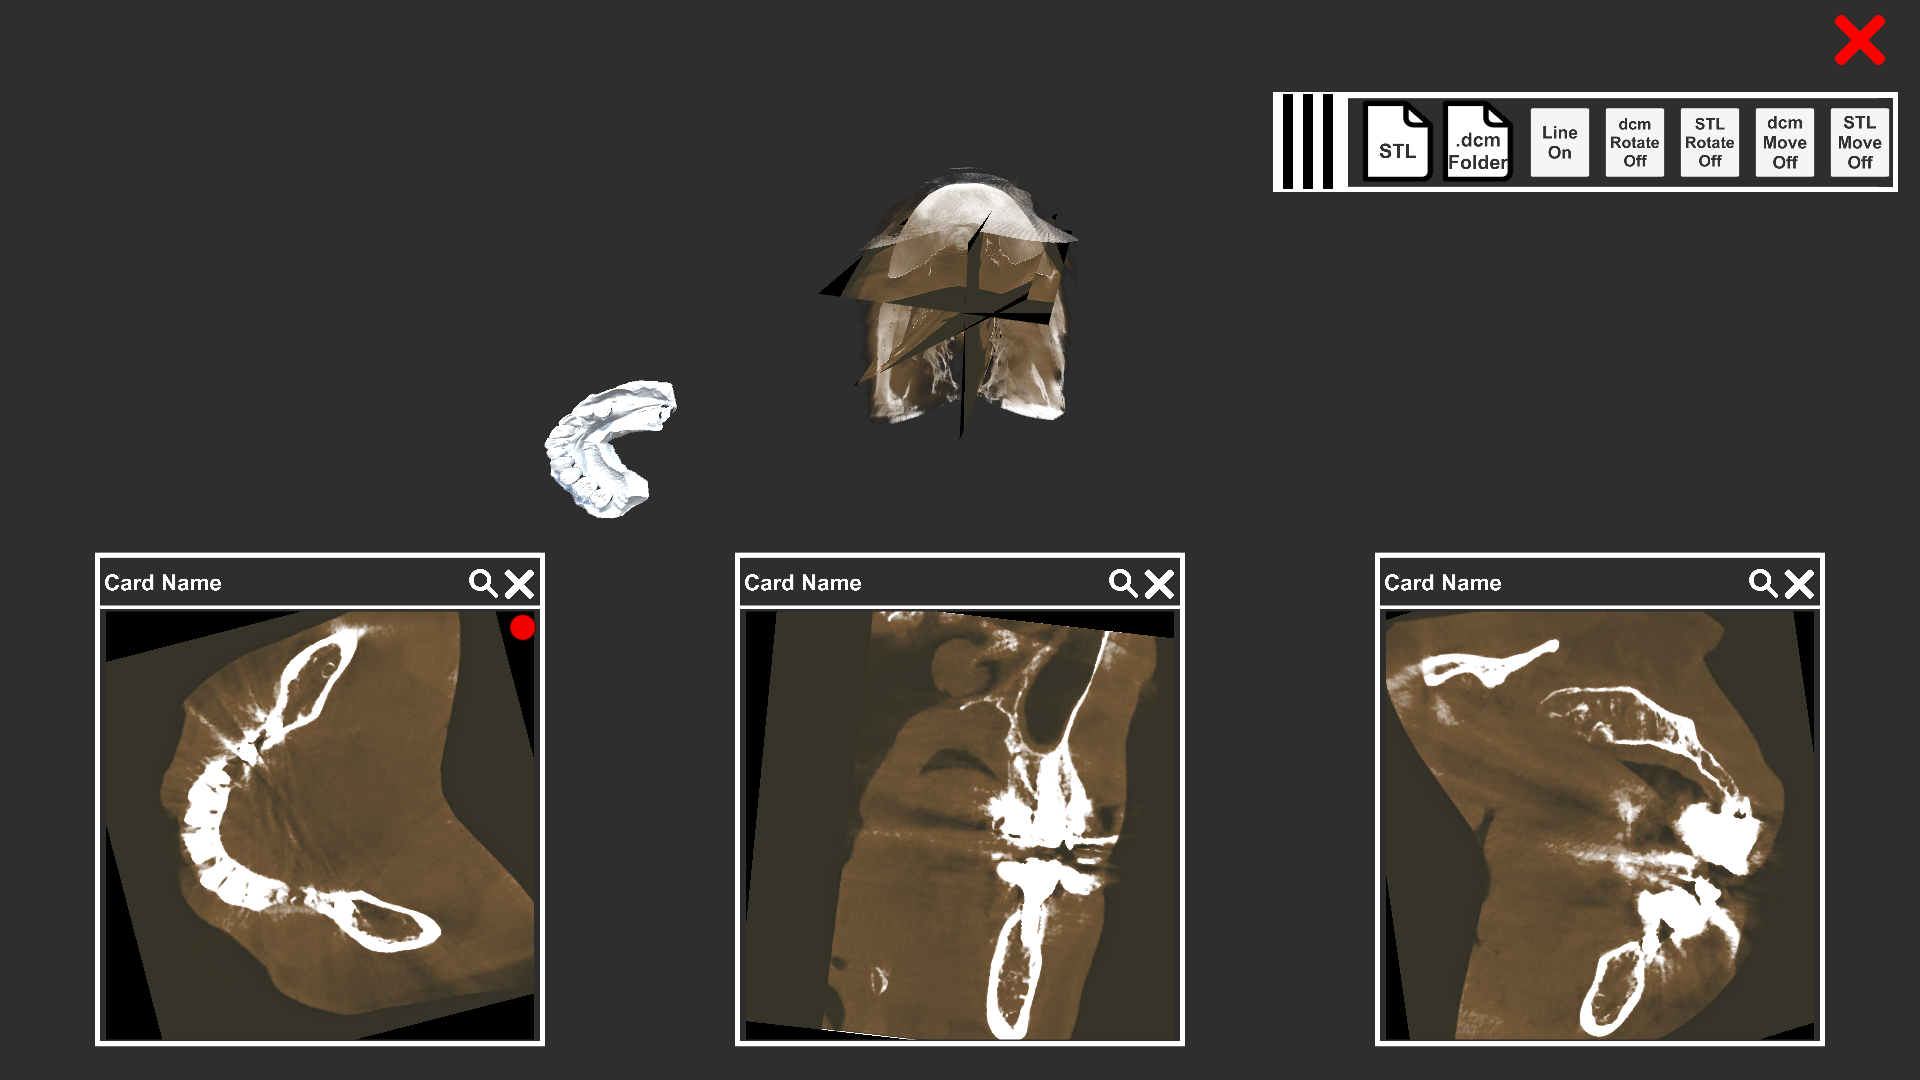 STL
.dcm
Folder
Line
On
dcm
Rotate
Off
STL
Rotate
Off
dcm
Move
Off
STL
Move
Off
Card Name
Card Name
Card Name